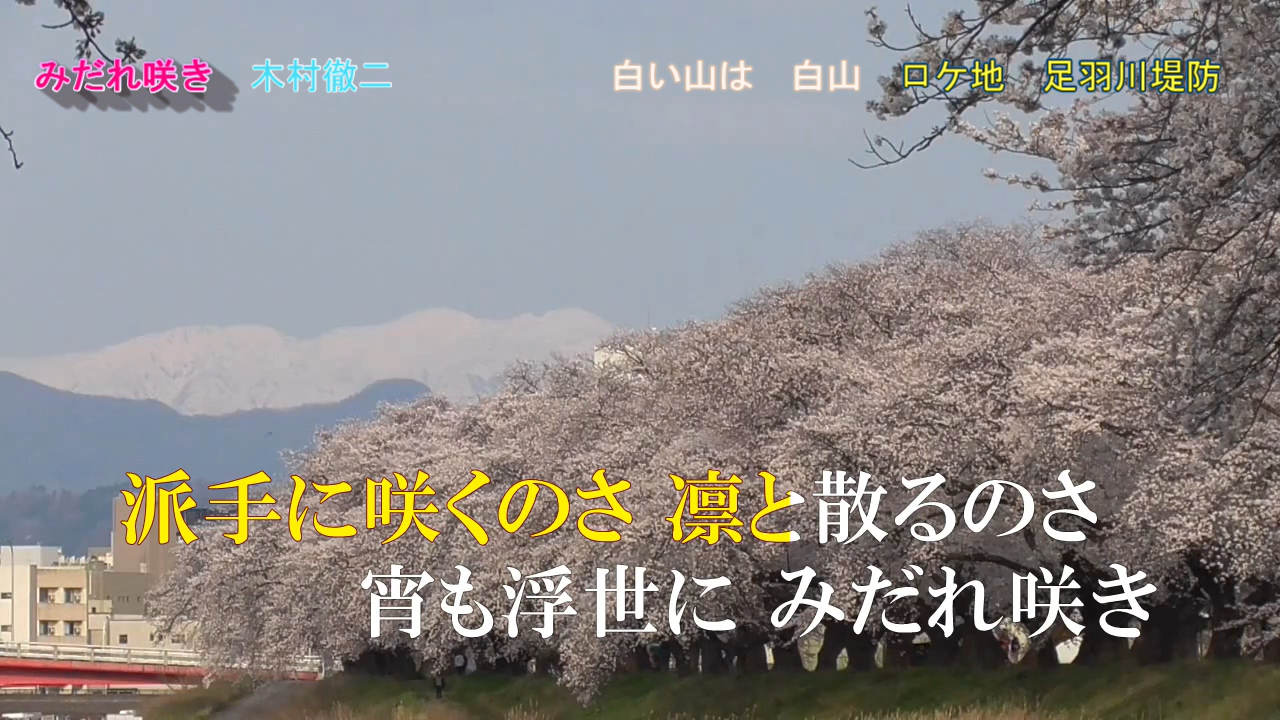 みだれ咲き　木村徹二　白い山は　白山　ロケ地　足羽川堤防
派手に咲くのさ 凛と散るのさ
宵も浮世に みだれ咲き